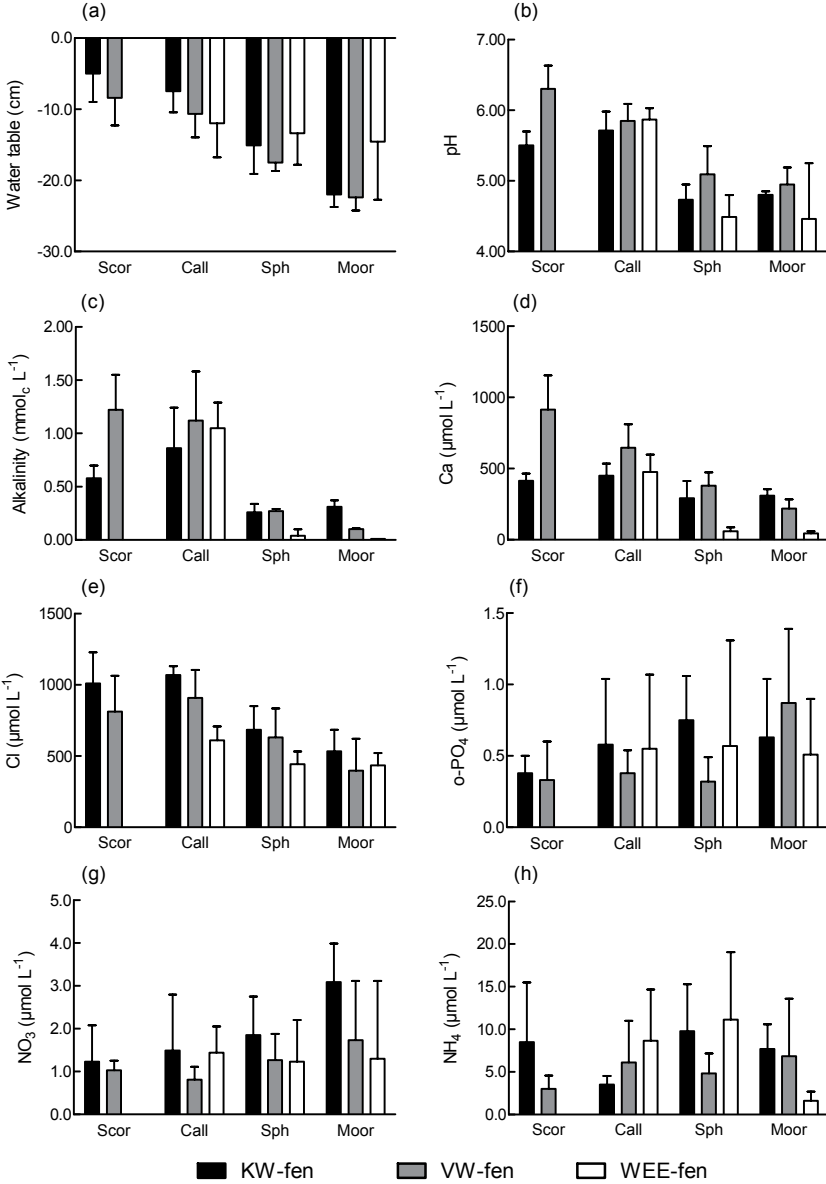 (a)
Water table (cm)
0.0
-10.0
-20.0
-30.0
Scor Call Sph Moor
(b)
pH
7.00
6.00
5.00
4.00
Scor Call Sph Moor
(c)
Alkalinity (mmol_c L⁻¹)
2.00
1.50
1.00
0.50
0.00
Scor Call Sph Moor
(d)
Ca (µmol L⁻¹)
1500
1000
500
0
Scor Call Sph Moor
(e)
Cl (µmol L⁻¹)
1500
1000
500
0
Scor Call Sph Moor
(f)
o-PO₄ (µmol L⁻¹)
1.5
1.0
0.5
0.0
Scor Call Sph Moor
(g)
NO₃ (µmol L⁻¹)
5.0
4.0
3.0
2.0
1.0
0.0
Scor Call Sph Moor
(h)
NH₄ (µmol L⁻¹)
25.0
20.0
15.0
10.0
5.0
0.0
Scor Call Sph Moor
KW-fen VW-fen WEE-fen